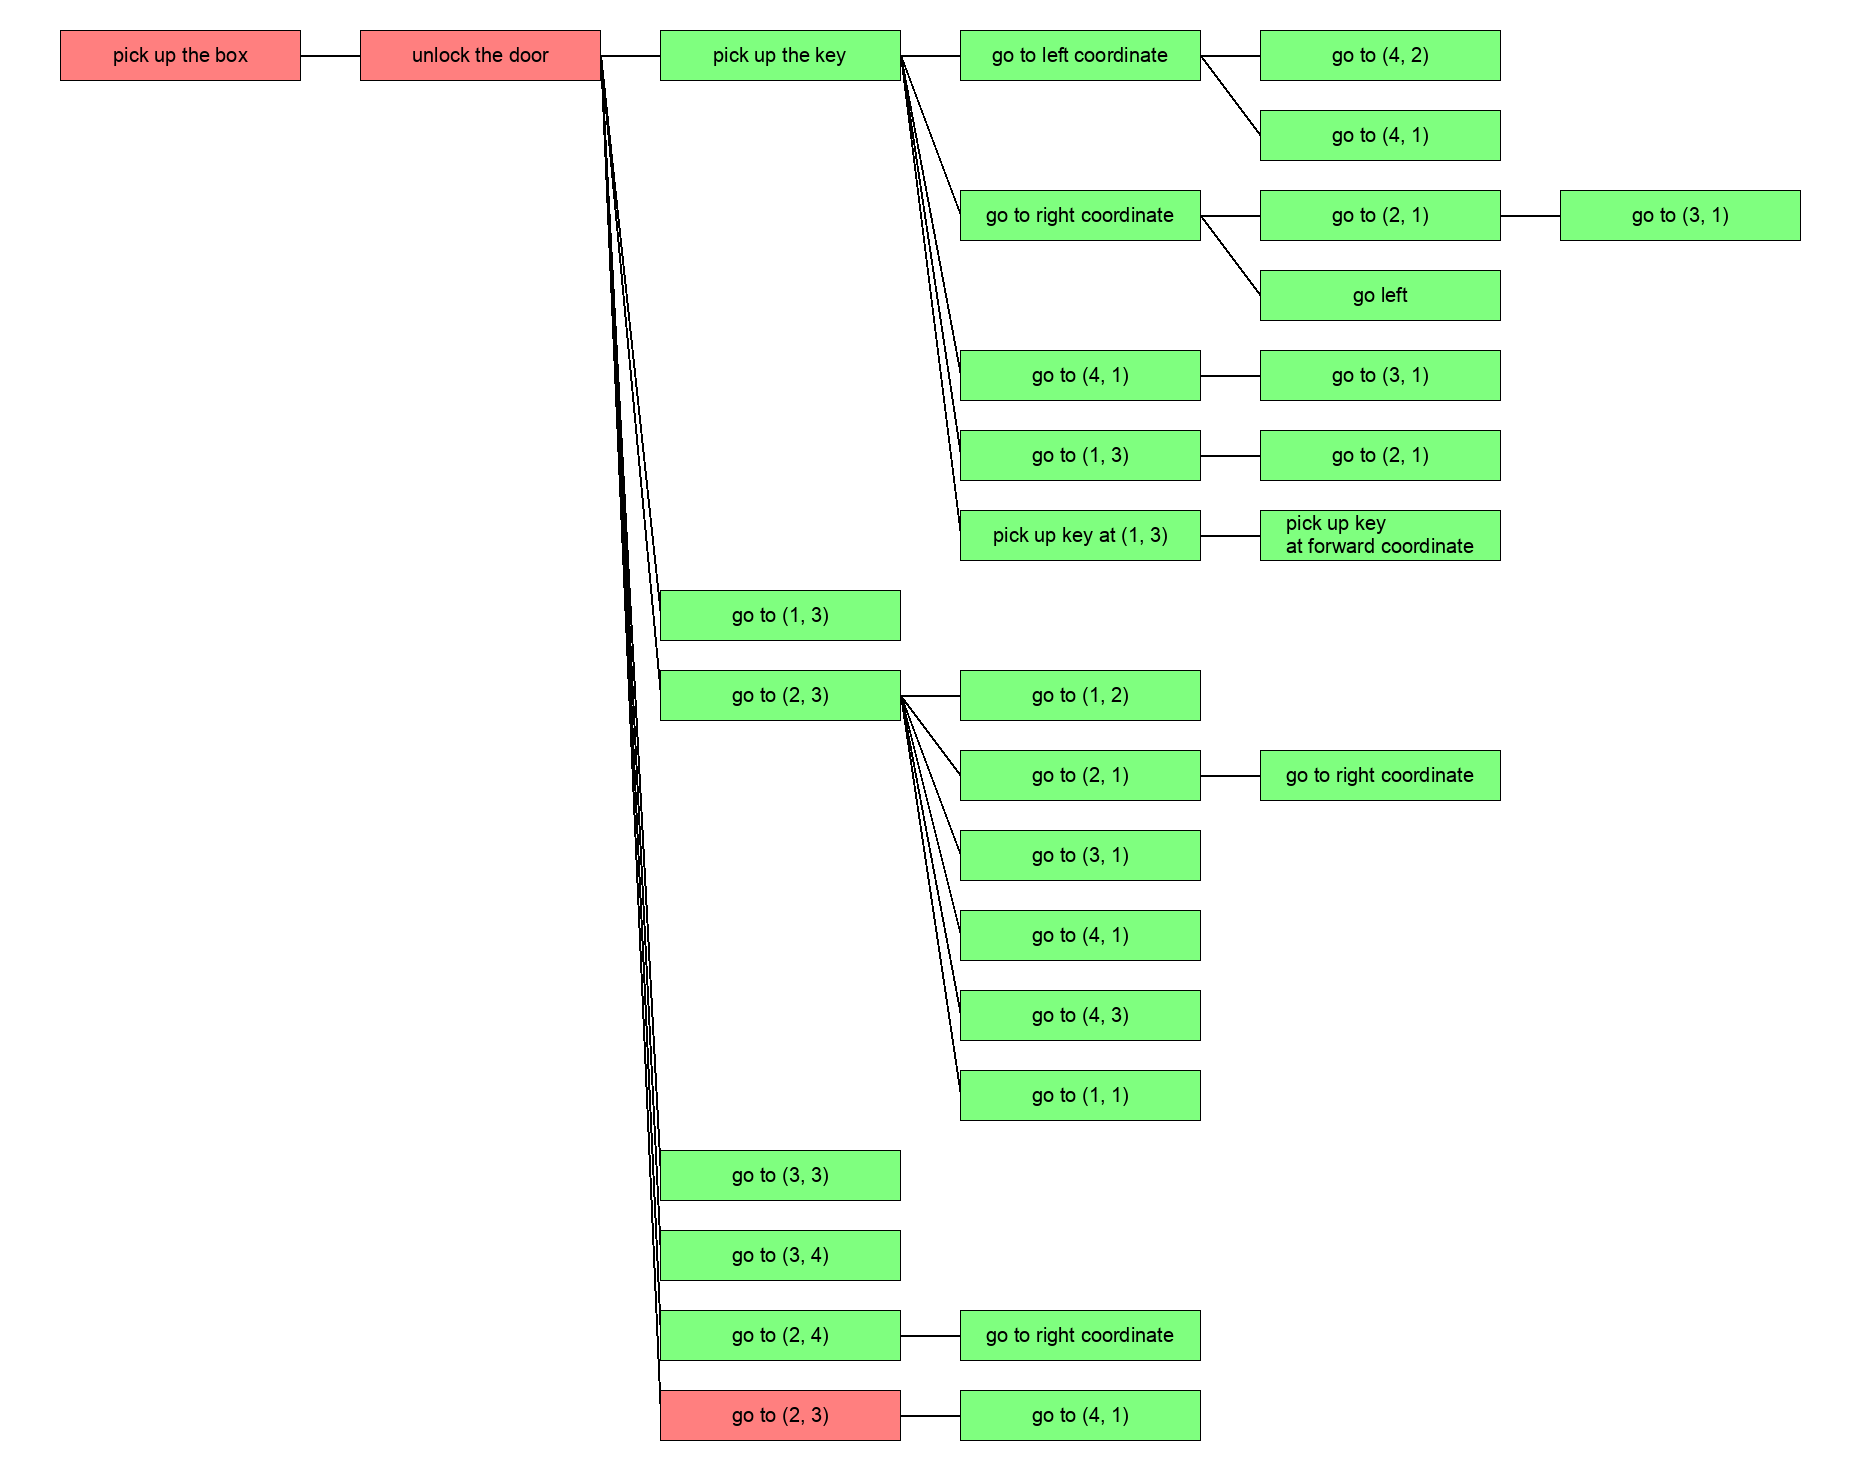 pick up the box
unlock the door
pick up the key
go to left coordinate
go to (4, 2)
go to (4, 1)
go to right coordinate
go to (2, 1)
go to (3, 1)
go left
go to (4, 1)
go to (3, 1)
go to (1, 3)
go to (2, 1)
pick up key at (1, 3)
pick up key
at forward coordinate
go to (1, 3)
go to (2, 3)
go to (1, 2)
go to (2, 1)
go to right coordinate
go to (3, 1)
go to (4, 1)
go to (4, 3)
go to (1, 1)
go to (3, 3)
go to (3, 4)
go to (2, 4)
go to right coordinate
go to (2, 3)
go to (4, 1)